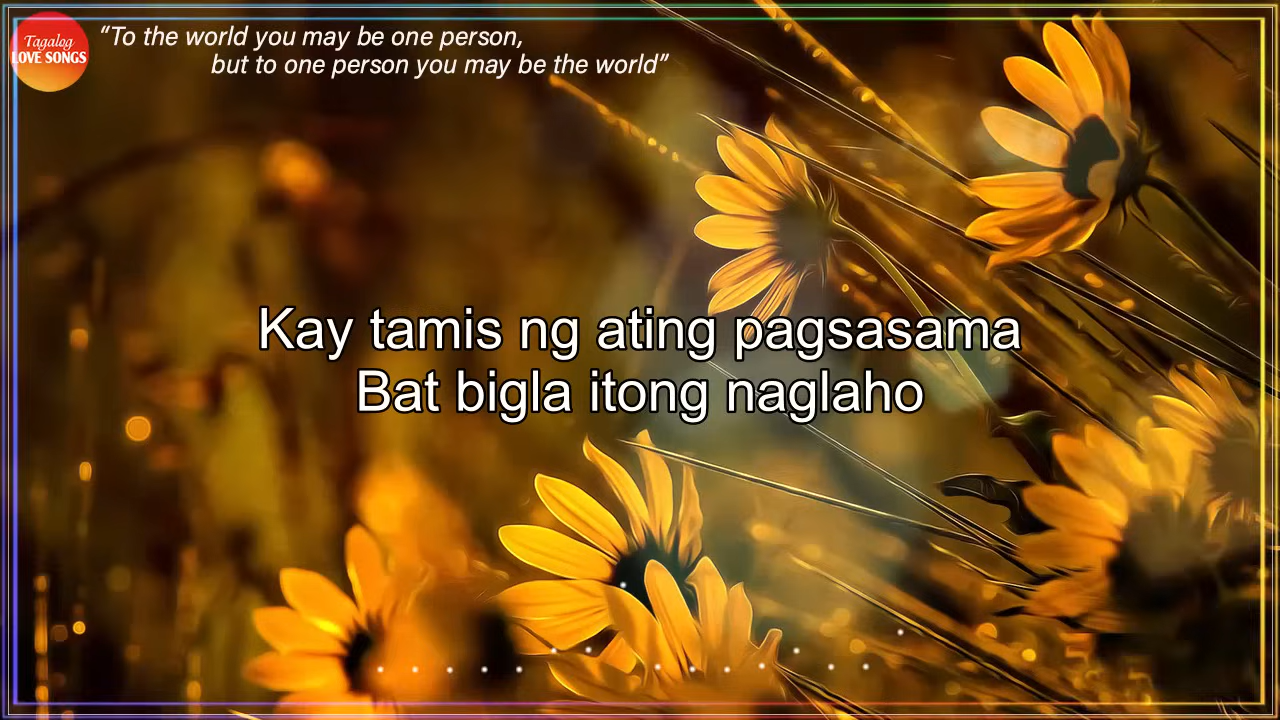 Tagalog
LOVE SONGS
“To the world you may be one person,
but to one person you may be the world”
Kay tamis ng ating pagsasama
Bat bigla itong naglaho